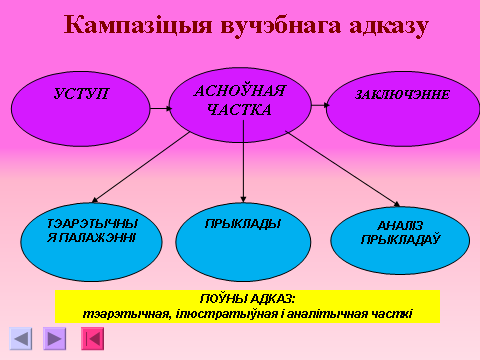 Кампазіцыя вучэбнага адказу
УСТУП
АСНОЎНАЯ
ЧАСТКА
ЗАКЛЮЧЭННЕ
ТЭАРЭТЫЧНЫ
Я ПАЛАЖЭННІ
ПРЫКЛАДЫ
АНАЛІЗ
ПРЫКЛАДАЎ
ПОЎНЫ АДКАЗ:
тэарэтычная, ілюстратыўная і аналітычная часткі